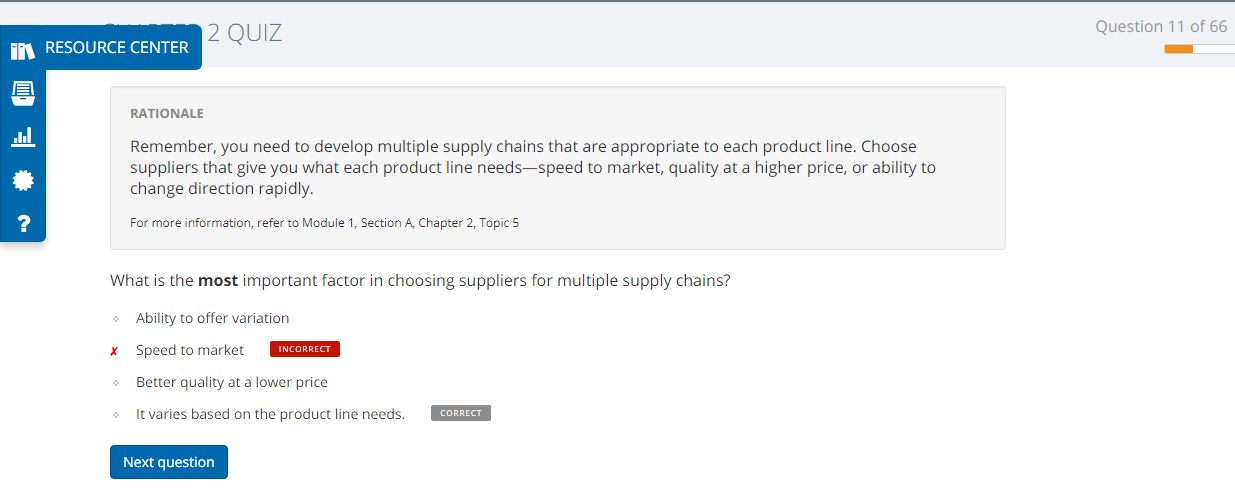 2 QUIZ
Question 11 of 66
RESOURCE CENTER
RATIONALE
Remember, you need to develop multiple supply chains that are appropriate to each product line. Choose
suppliers that give you what each product line needs—speed to market, quality at a higher price, or ability to
change direction rapidly.
For more information, refer to Module 1, Section A, Chapter 2, Topic 5
?
What is the most important factor in choosing suppliers for multiple supply chains?
Ability to offer variation
✗ Speed to market INCORRECT
Better quality at a lower price
It varies based on the product line needs. CORRECT
Next question